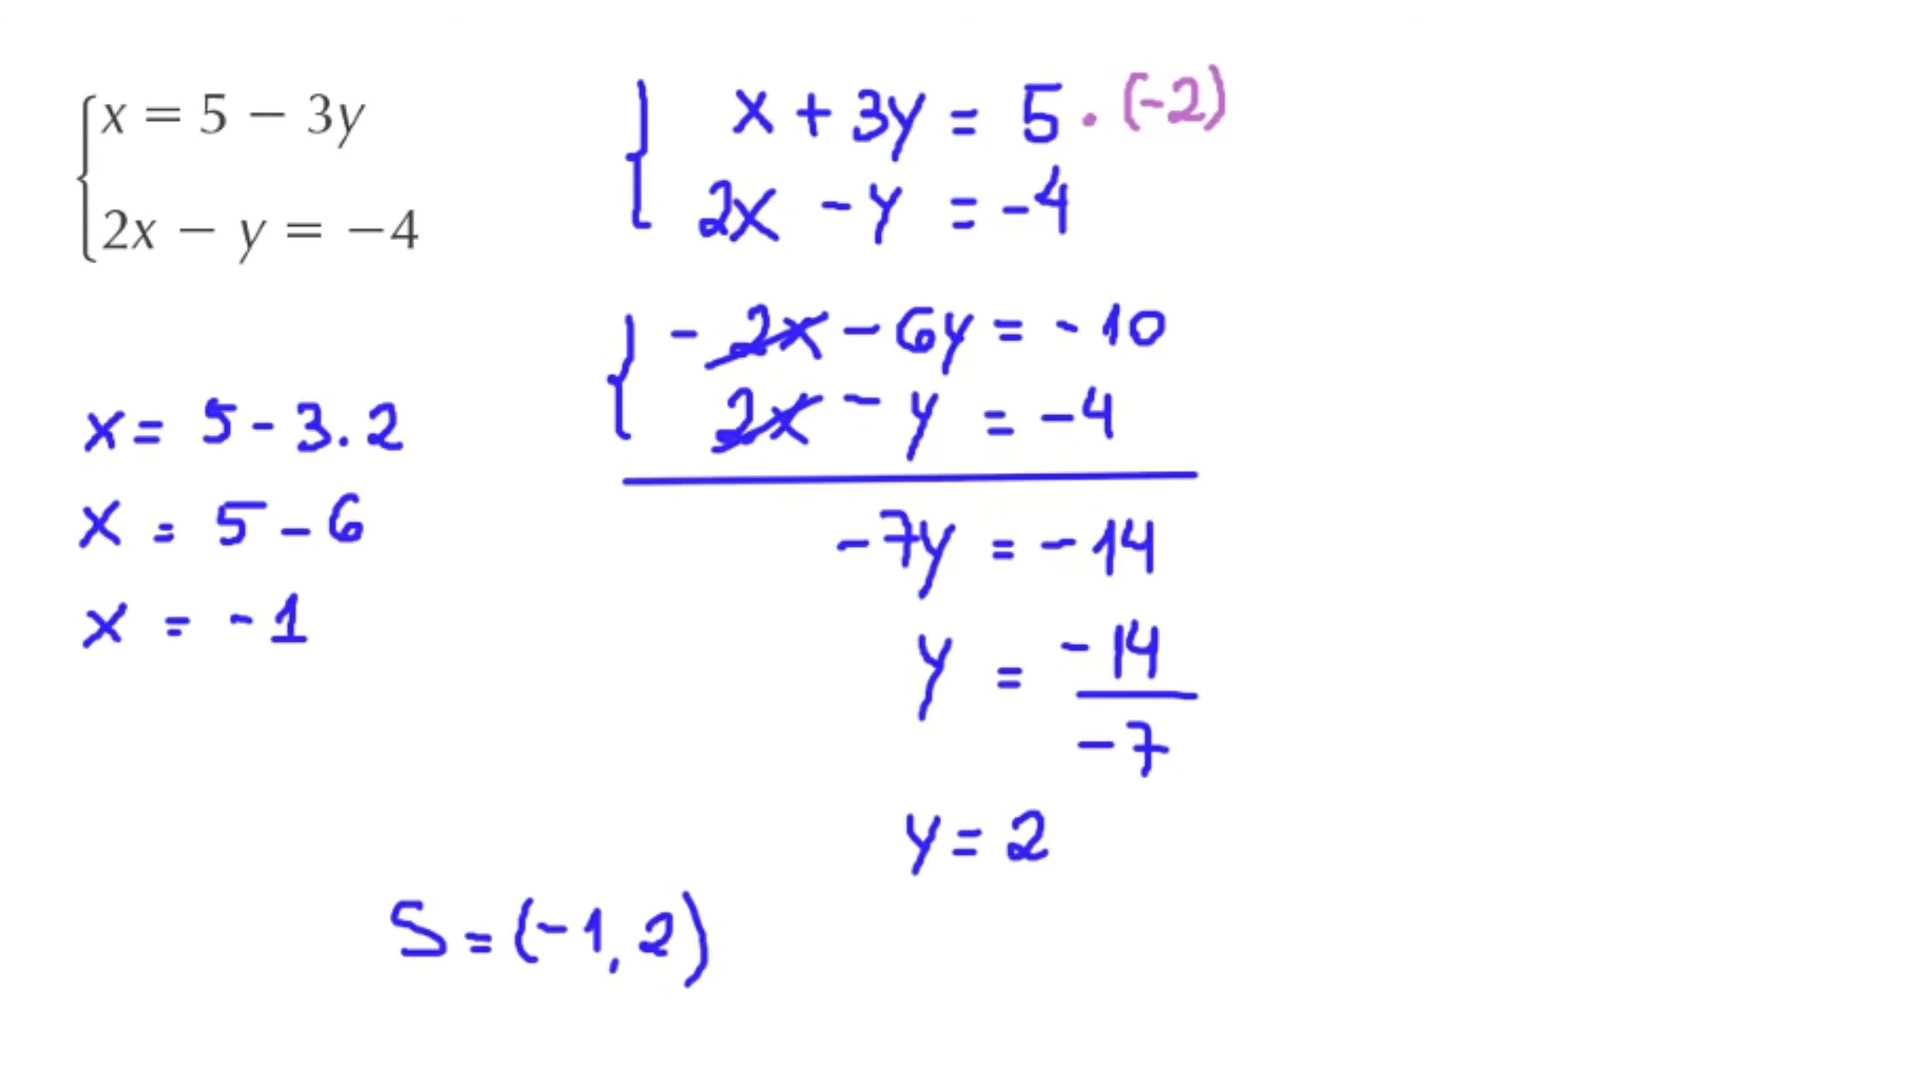 x = 5 − 3y
2x − y = −4
x + 3y = 5 . (-2)
2x - y = -4
- 2x - 6y = - 10
2x - y = -4
-7y = -14
y = -14
-7
y = 2
x = 5 - 3.2
x = 5 - 6
x = -1
S = (-1, 2)